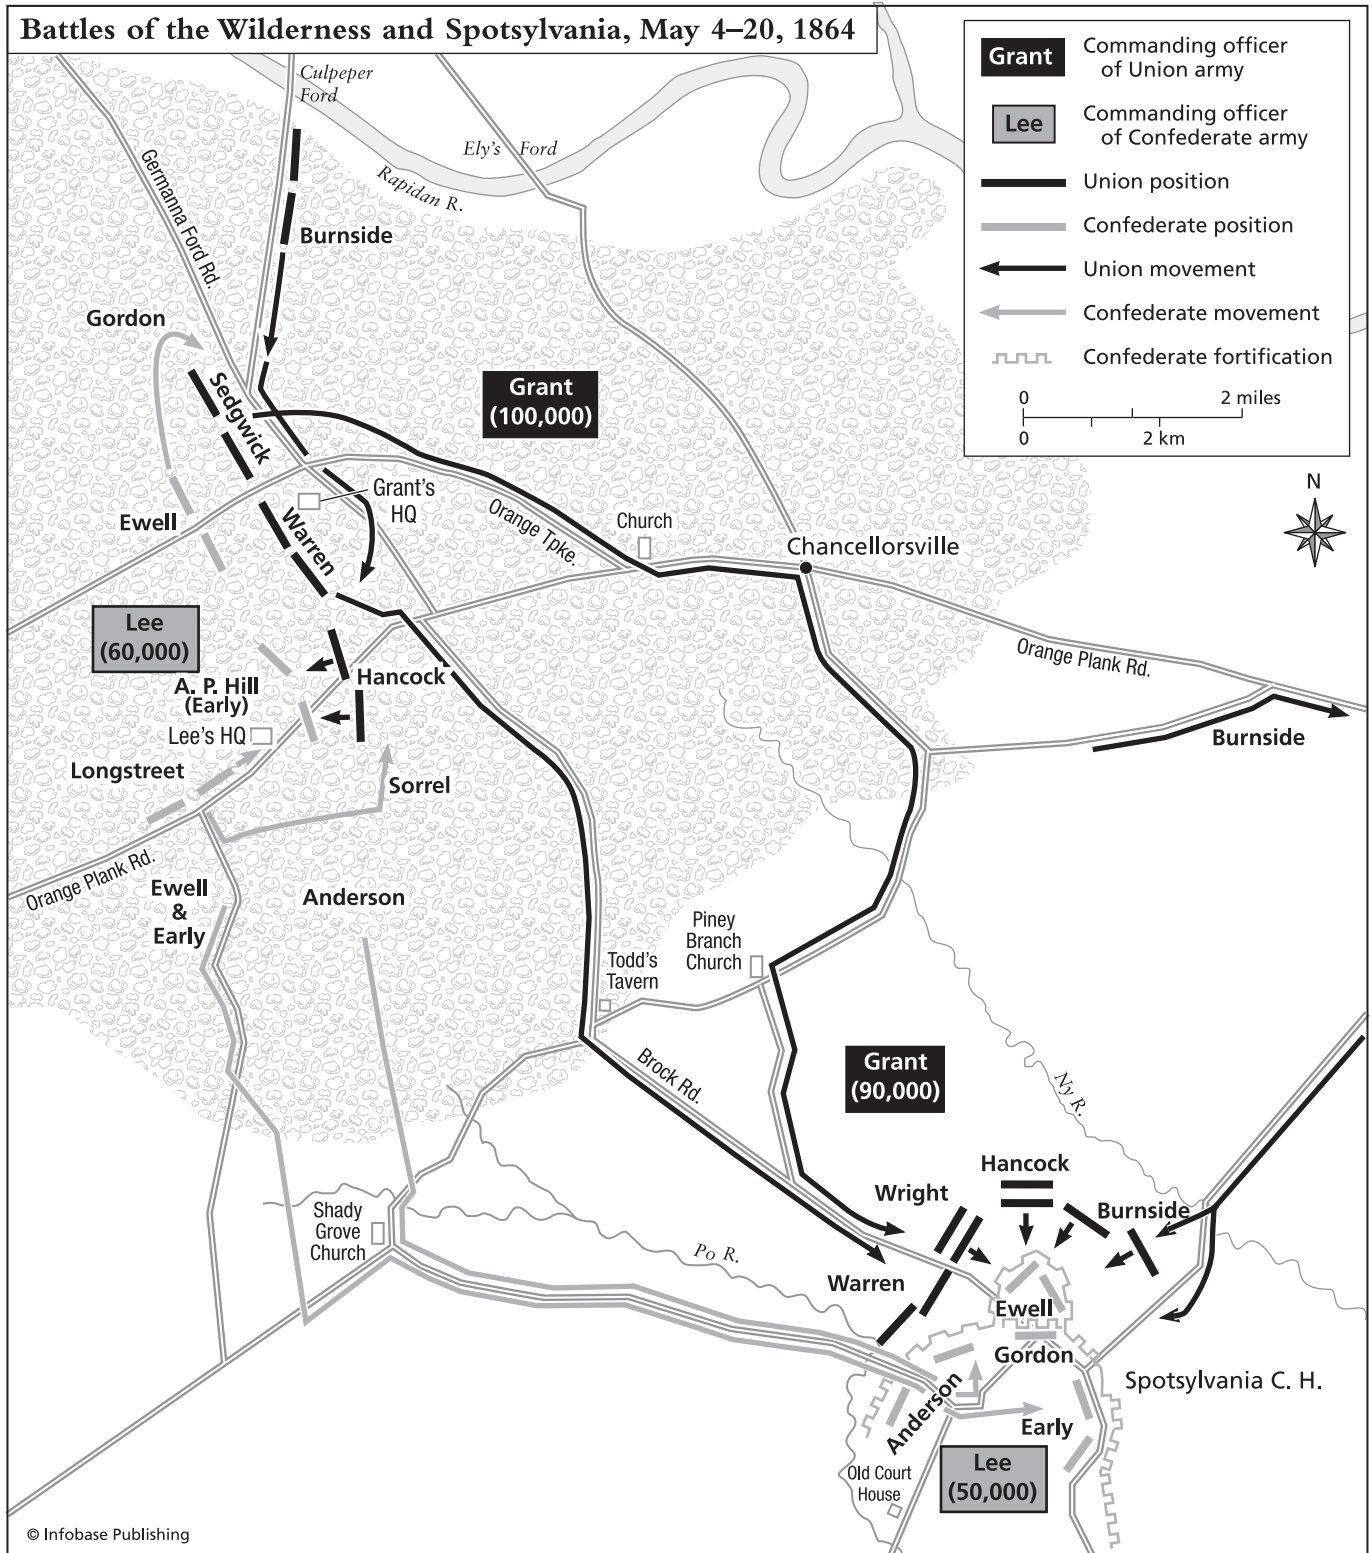 Battles of the Wilderness and Spotsylvania, May 4–20, 1864
Grant
Commanding officer
of Union army
Lee
Commanding officer
of Confederate army
Union position
Confederate position
Union movement
Confederate movement
Confederate fortification
0
2 miles
0
2 km
N
Culpeper
Ford
Ely's Ford
Rapidan R.
Germanna Ford Rd.
Burnside
Gordon
Sedgwick
Grant
(100,000)
Grant's
HQ
Ewell
Warren
Orange Tpke.
Church
Chancellorsville
Lee
(60,000)
Orange Plank Rd.
A. P. Hill
(Early)
Hancock
Lee's HQ
Burnside
Longstreet
Sorrel
Orange Plank Rd.
Ewell
&
Early
Anderson
Piney
Branch
Church
Todd's
Tavern
Brock Rd.
Grant
(90,000)
Ny R.
Hancock
Wright
Burnside
Shady
Grove
Church
Po R.
Warren
Ewell
Gordon
Spotsylvania C. H.
Anderson
Early
Old Court
House
Lee
(50,000)
© Infobase Publishing